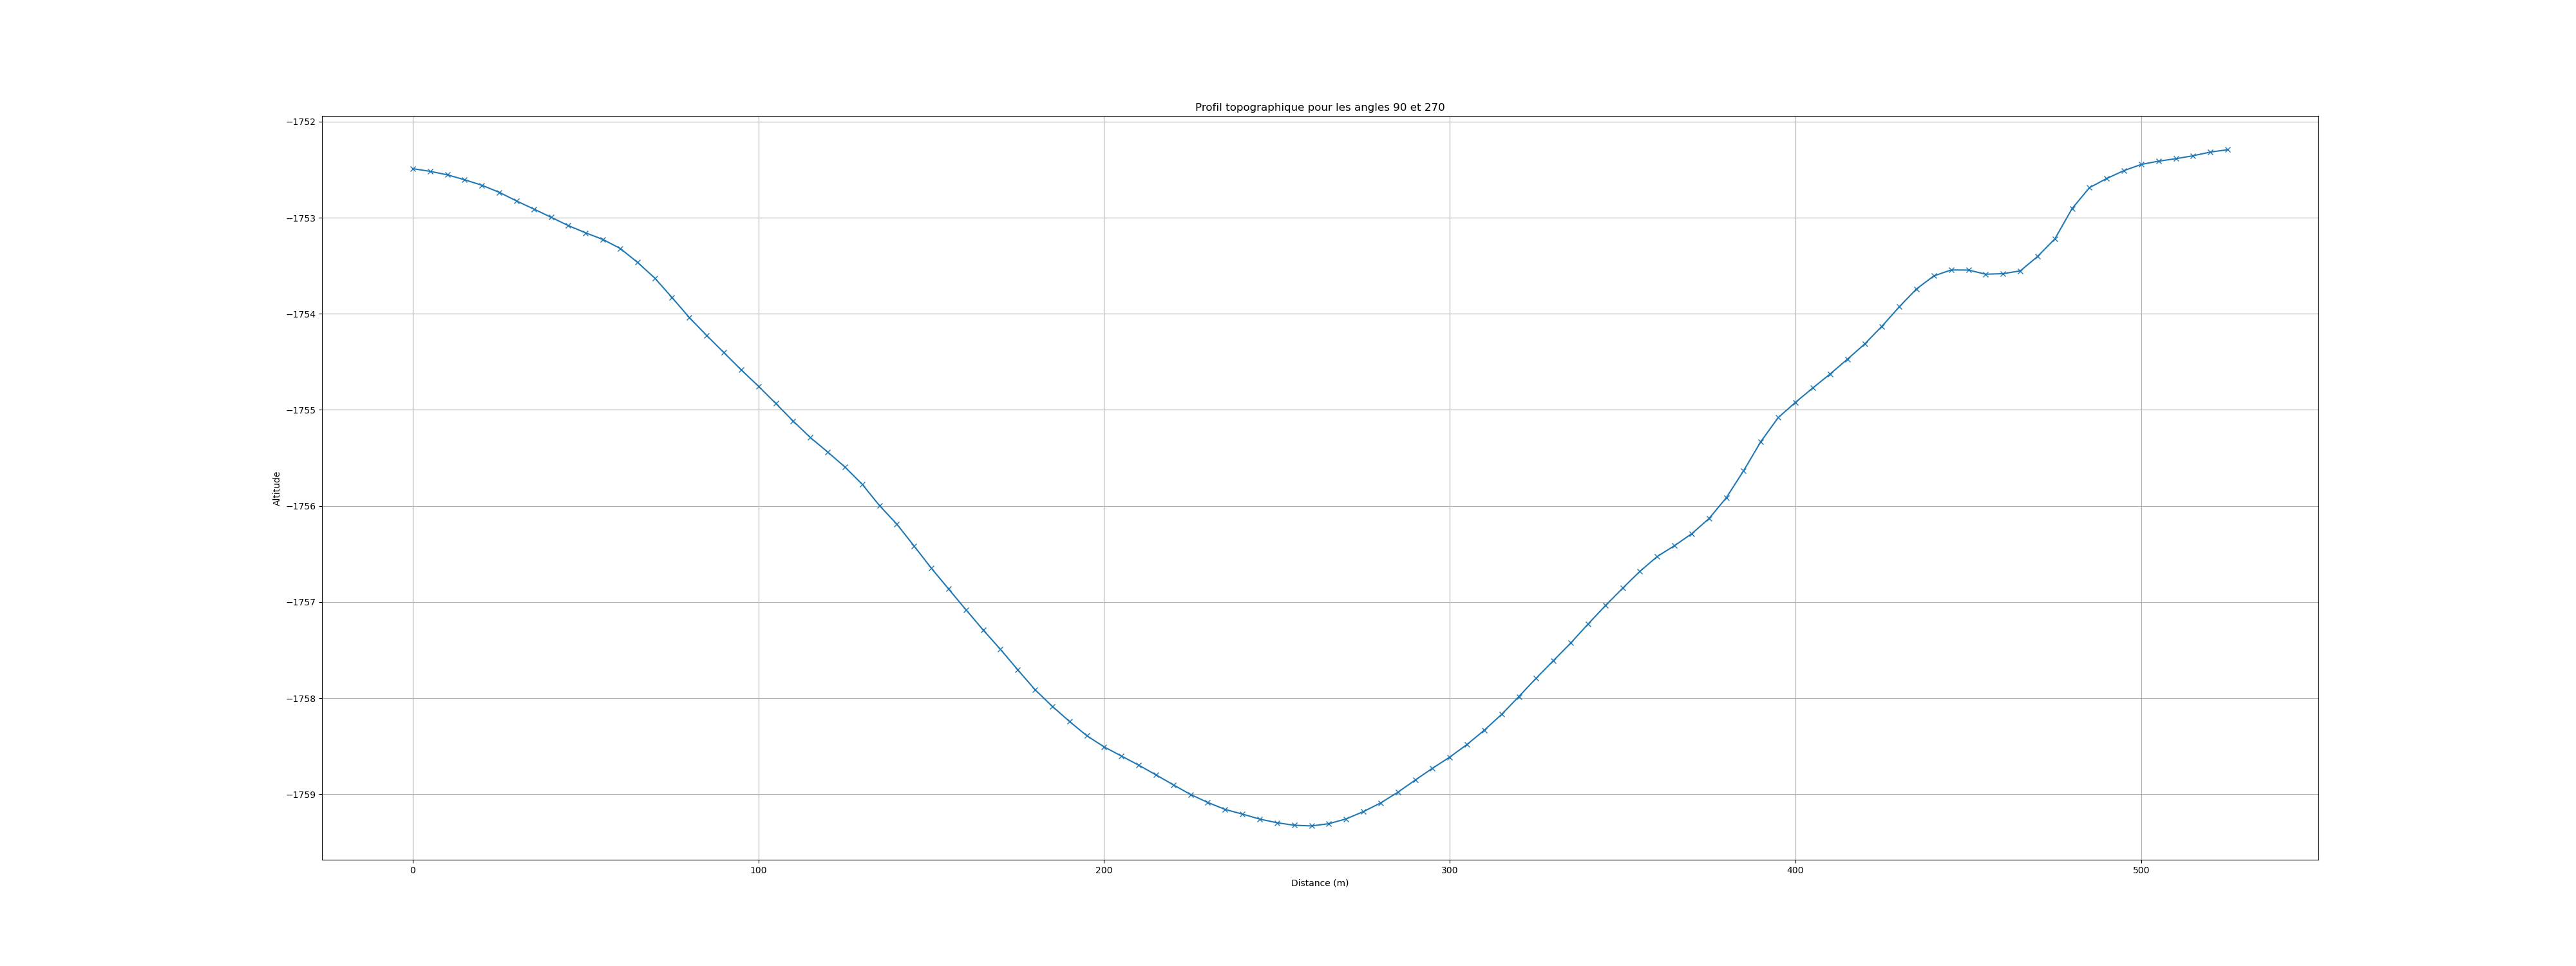 Profil topographique pour les angles 90 et 270
−1752
−1753
−1754
−1755
−1756
−1757
−1758
−1759
Altitude
0 100 200 300 400 500
Distance (m)